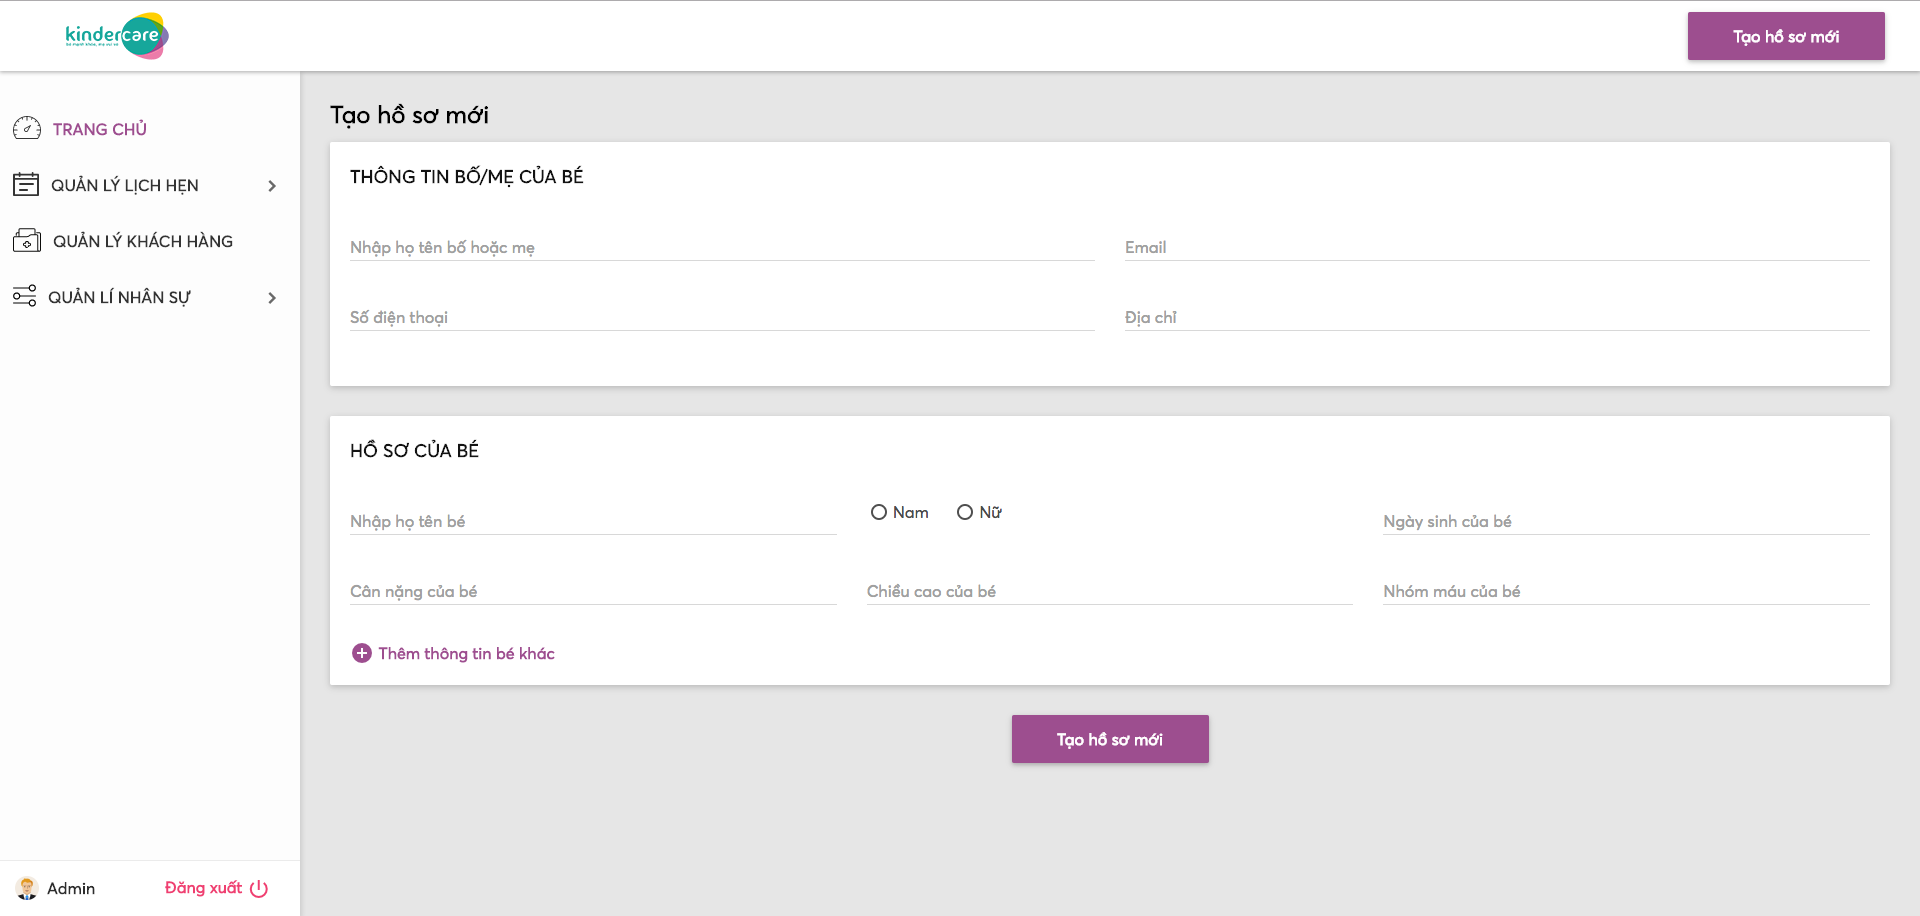 kindercare
Tạo hồ sơ mới
TRANG CHỦ
QUẢN LÝ LỊCH HẸN
QUẢN LÝ KHÁCH HÀNG
QUẢN LÍ NHÂN SỰ
Tạo hồ sơ mới
THÔNG TIN BỐ/MẸ CỦA BÉ
Nhập họ tên bố hoặc mẹ
Email
Số điện thoại
Địa chỉ
HỒ SƠ CỦA BÉ
Nhập họ tên bé
Nam
Nữ
Ngày sinh của bé
Cân nặng của bé
Chiều cao của bé
Nhóm máu của bé
Thêm thông tin bé khác
Tạo hồ sơ mới
Admin
Đăng xuất